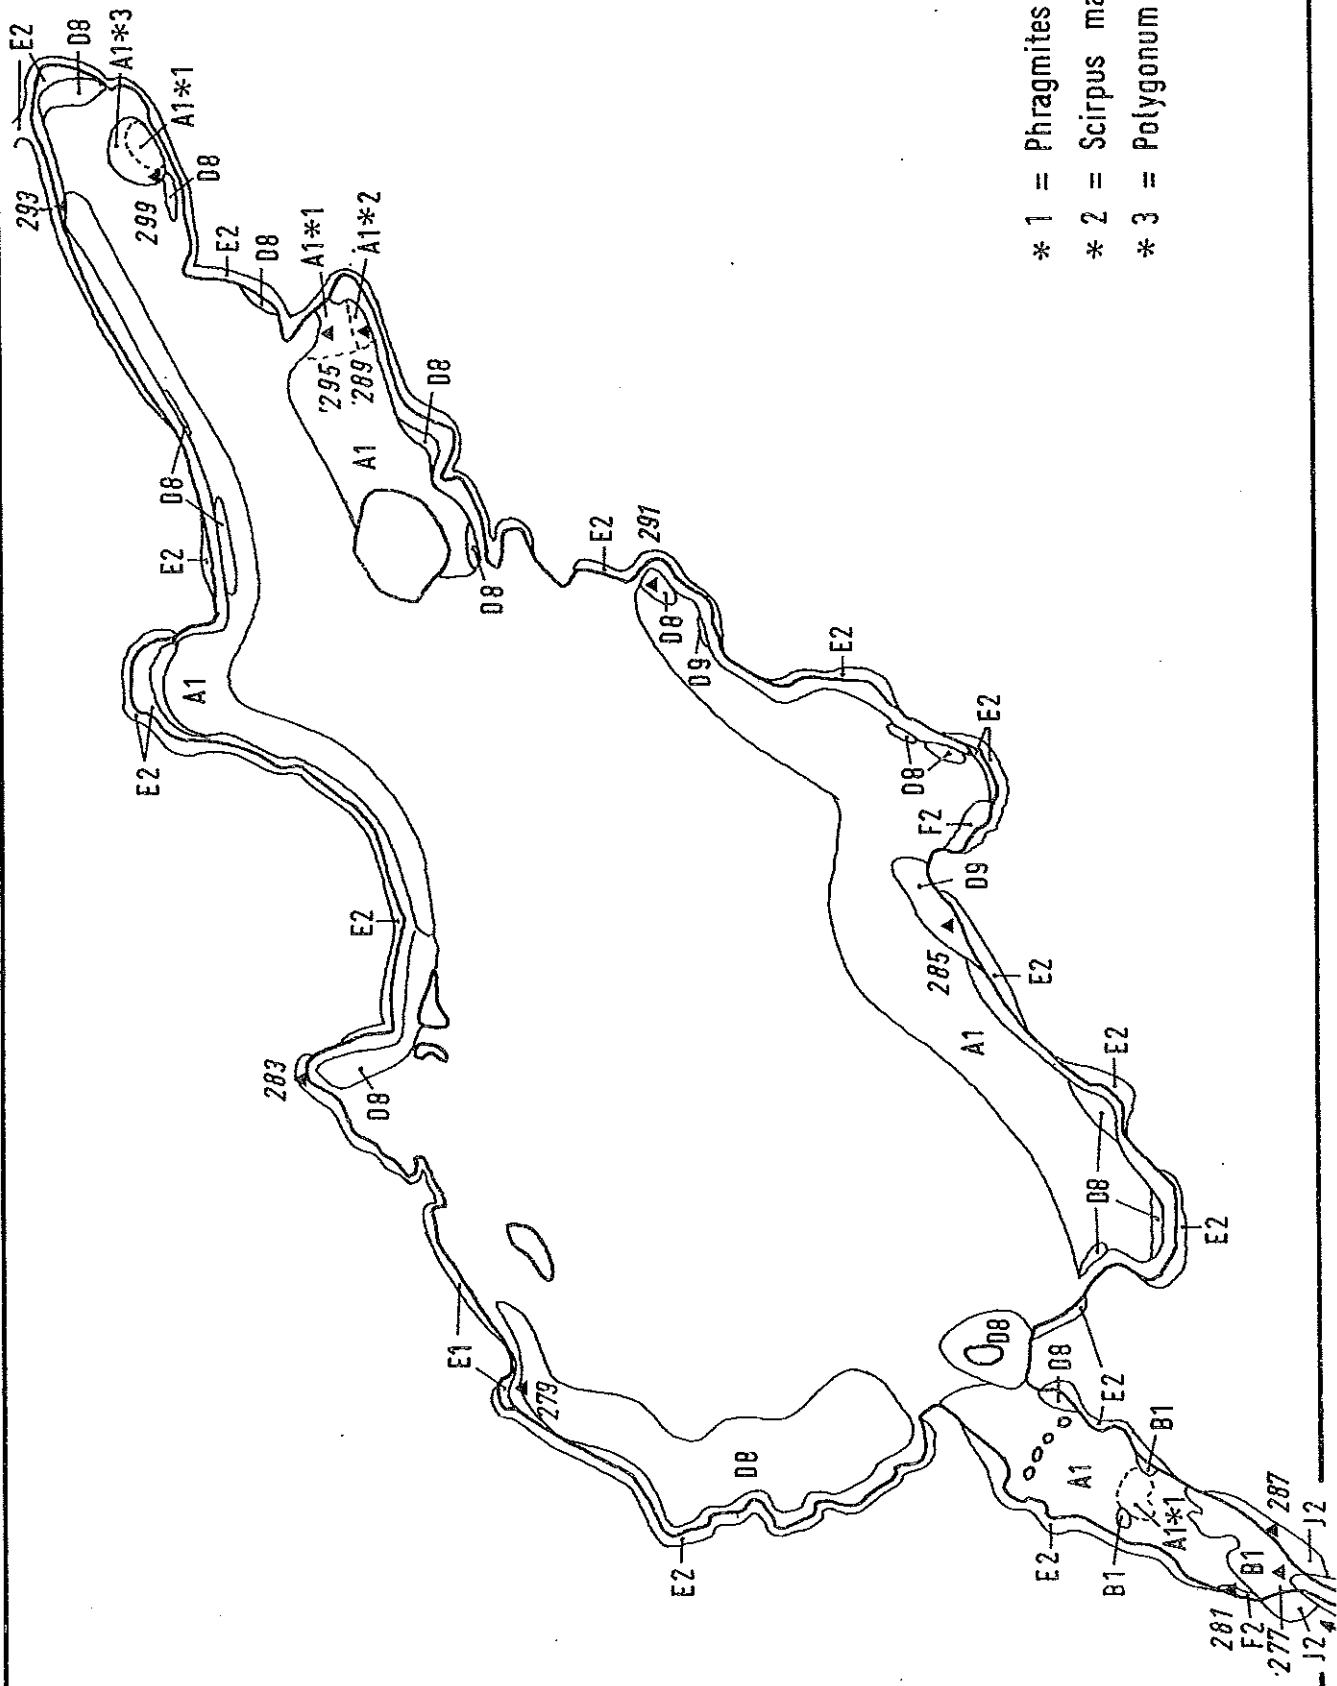 E2
D8
A1*3
A1*1
D8
293
299
E2
D8
A1*1
A1*2
'295
'289
D8
A1
D8
E2
D8
E2
291
D8
D9
A1
E2
E2
E2
D8
F2
D9
285
E2
A1
E2
E2
283
D8
D8
E2
E1
279
D8
D8
D8
E2
E2
A1
B1
E2
B1
A1*1
B1
287
281
F2
277
J2
J2
* 1 = Phragmites
* 2 = Scirpus ma
* 3 = Polygonum